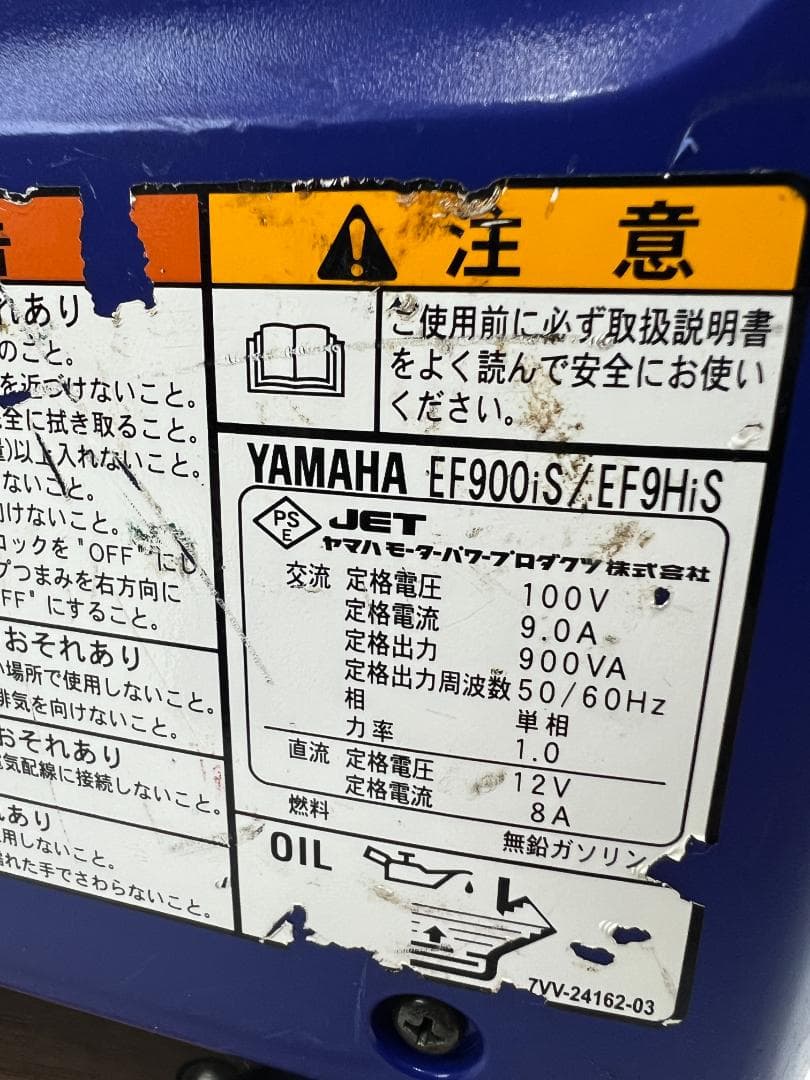 れあり
のこと。
を近づけないこと。
全に拭き取ること。
以上入れないこと。
ないこと。
向けないこと。
コックを"OFF"にし
プつまみを右方向に
FF"にすること。
おそれあり
い場所で使用しないこと。
排気を向けないこと。
おそれあり
気配線に接続しないこと。
れあり
用しないこと。
れた手でさわらないこと。
注意
ご使用前に必ず取扱説明書
をよく読んで安全にお使い
ください。
YAMAHA EF900iS/EF9HiS
PS
E
JET
ヤマハ モーターパワープロダクツ株式会社
交流 定格電圧 100V
定格電流 9.0A
定格出力 900VA
定格出力周波数 50/60Hz
相 単相
力率 1.0
直流 定格電圧 12V
定格電流 8A
燃料 無鉛ガソリン
OIL
7VV-24162-03